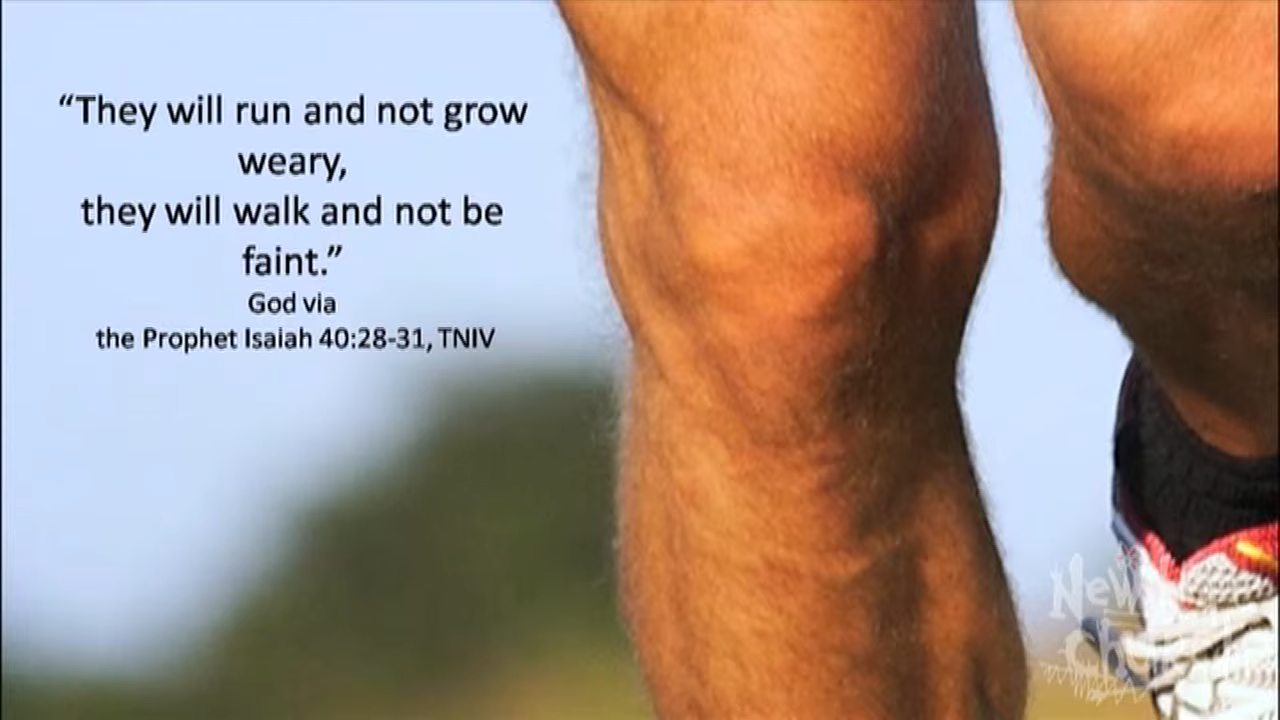 “They will run and not grow
weary,
they will walk and not be
faint.”
God via
the Prophet Isaiah 40:28-31, TNIV